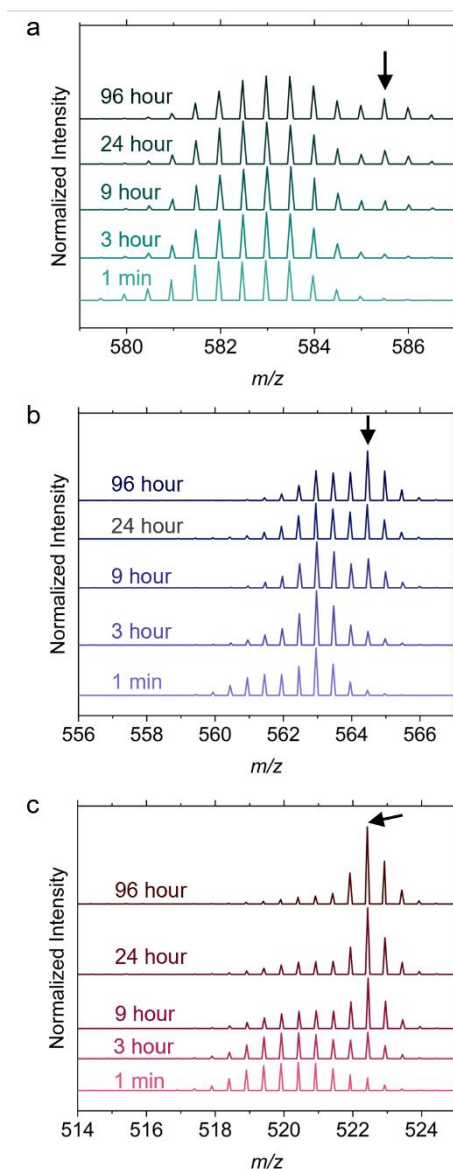 a
Normalized Intensity
96 hour
24 hour
9 hour
3 hour
1 min
580 582 584 586
m/z
b
Normalized Intensity
96 hour
24 hour
9 hour
3 hour
1 min
556 558 560 562 564 566
m/z
c
Normalized Intensity
96 hour
24 hour
9 hour
3 hour
1 min
514 516 518 520 522 524
m/z